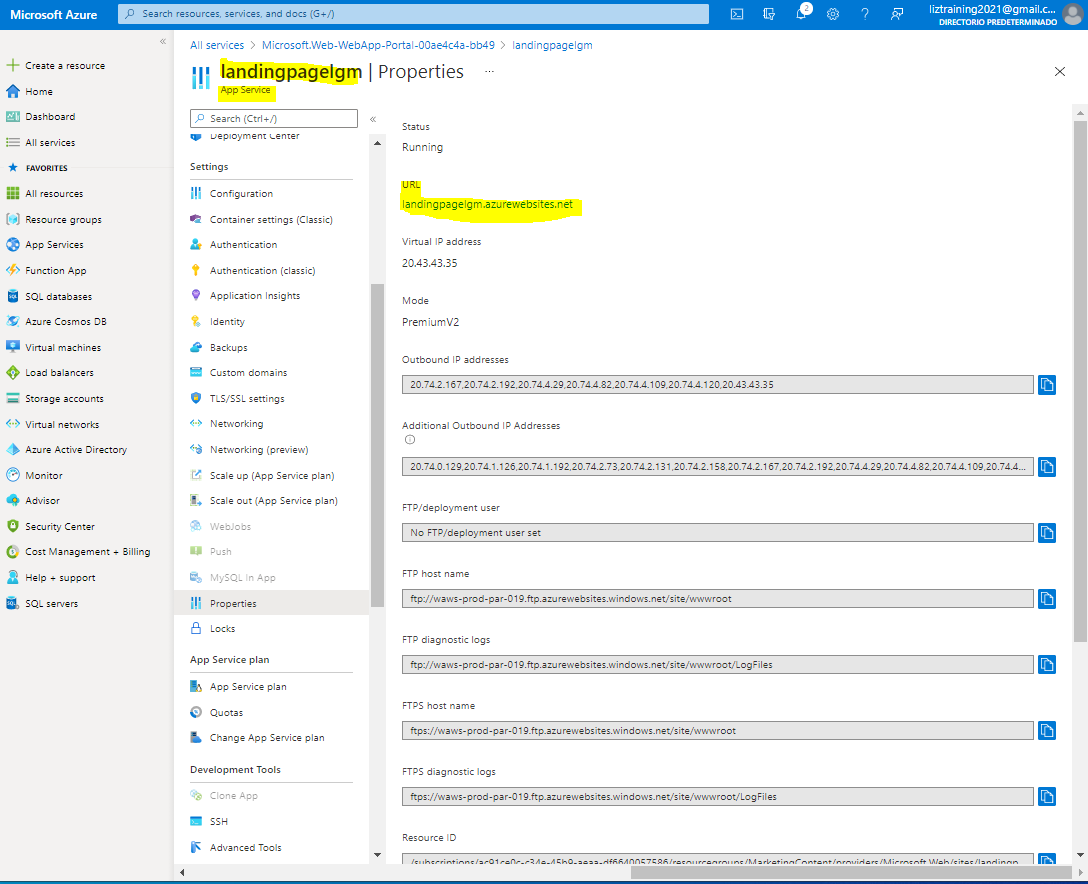 Microsoft Azure
Search resources, services, and docs (G+/)
2
liztraining2021@gmail.c...
DIRECTORIO PREDETERMINADO
Create a resource
Home
Dashboard
All services
FAVORITES
All resources
Resource groups
App Services
Function App
SQL databases
Azure Cosmos DB
Virtual machines
Load balancers
Storage accounts
Virtual networks
Azure Active Directory
Monitor
Advisor
Security Center
Cost Management + Billing
Help + support
SQL servers
All services > Microsoft.Web-WebApp-Portal-00ae4c4a-bb49 > landingpagelgm
landingpagelgm | Properties ...
App Service
Search (Ctrl+/)
Deployment Center
Settings
Configuration
Container settings (Classic)
Authentication
Authentication (classic)
Application Insights
Identity
Backups
Custom domains
TLS/SSL settings
Networking
Networking (preview)
Scale up (App Service plan)
Scale out (App Service plan)
WebJobs
Push
MySQL In App
Properties
Locks
App Service plan
App Service plan
Quotas
Change App Service plan
Development Tools
Clone App
SSH
Advanced Tools
Status
Running
URL
landingpagelgm.azurewebsites.net
Virtual IP address
20.43.43.35
Mode
PremiumV2
Outbound IP addresses
20.74.2.167,20.74.2.192,20.74.4.29,20.74.4.82,20.74.4.109,20.74.4.120,20.43.43.35
Additional Outbound IP Addresses
20.74.0.129,20.74.1.126,20.74.1.192,20.74.2.73,20.74.2.131,20.74.2.158,20.74.2.167,20.74.2.192,20.74.4.29,20.74.4.82,20.74.4.109,20.74.4...
FTP/deployment user
No FTP/deployment user set
FTP host name
ftp://waws-prod-par-019.ftp.azurewebsites.windows.net/site/wwwroot
FTP diagnostic logs
ftp://waws-prod-par-019.ftp.azurewebsites.windows.net/site/wwwroot/LogFiles
FTPS host name
ftps://waws-prod-par-019.ftp.azurewebsites.windows.net/site/wwwroot
FTPS diagnostic logs
ftps://waws-prod-par-019.ftp.azurewebsites.windows.net/site/wwwroot/LogFiles
Resource ID
/subscriptions/ac91ce0c-c34e-45b9-aeaa-df6640057586/resourcegroups/MarketingContent/providers/Microsoft.Web/sites/landingp...